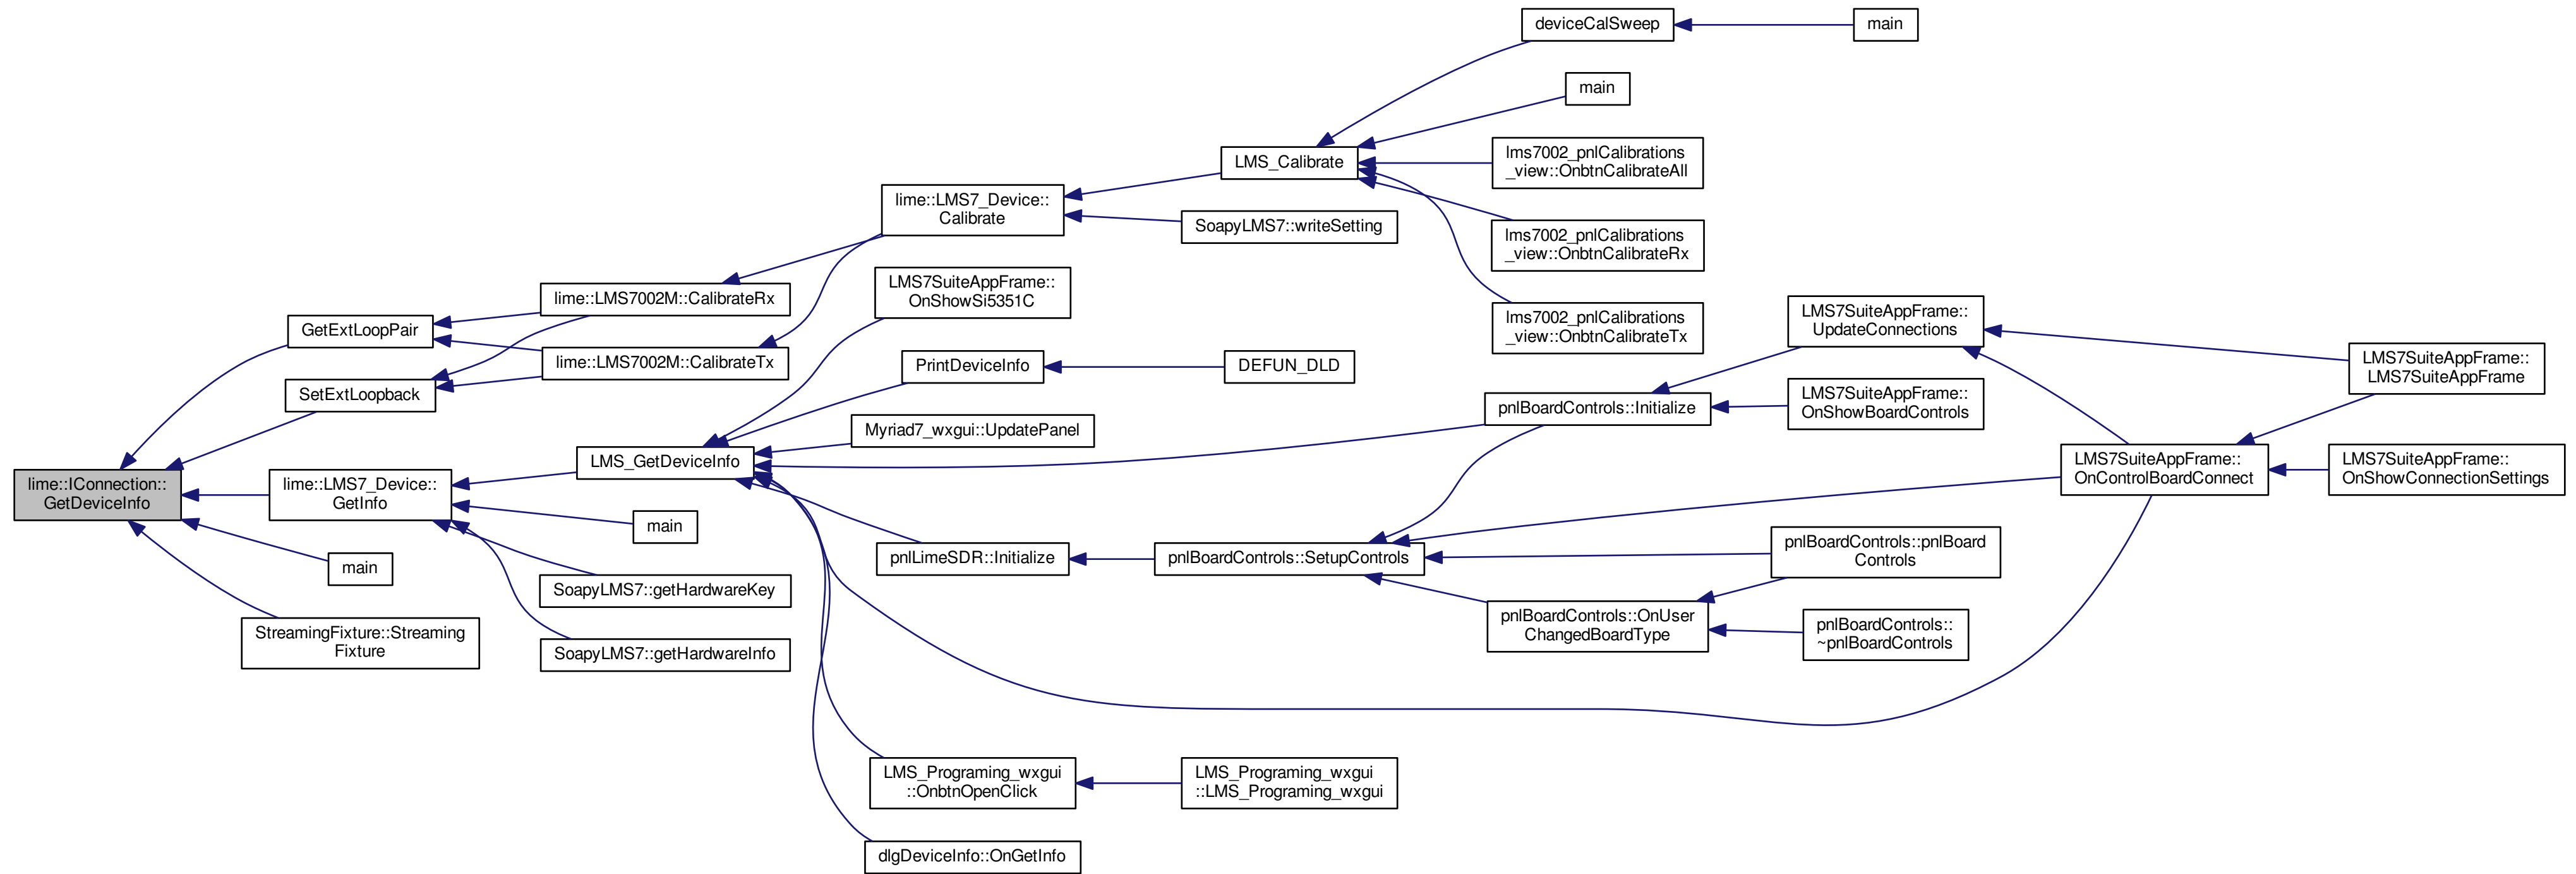 deviceCalSweep
main
main
LMS_Calibrate
lms7002_pnlCalibrations
_view::OnbtnCalibrateAll
lime::LMS7_Device::
Calibrate
SoapyLMS7::writeSetting
lms7002_pnlCalibrations
_view::OnbtnCalibrateRx
lms7002_pnlCalibrations
_view::OnbtnCalibrateTx
LMS7SuiteAppFrame::
OnShowSi5351C
lime::LMS7002M::CalibrateRx
GetExtLoopPair
lime::LMS7002M::CalibrateTx
SetExtLoopback
PrintDeviceInfo
DEFUN_DLD
LMS7SuiteAppFrame::
UpdateConnections
LMS7SuiteAppFrame::
LMS7SuiteAppFrame
pnlBoardControls::Initialize
LMS7SuiteAppFrame::
OnShowBoardControls
Myriad7_wxgui::UpdatePanel
LMS_GetDeviceInfo
LMS7SuiteAppFrame::
OnControlBoardConnect
LMS7SuiteAppFrame::
OnShowConnectionSettings
lime::IConnection::
GetDeviceInfo
lime::LMS7_Device::
GetInfo
main
main
pnlLimeSDR::Initialize
pnlBoardControls::SetupControls
pnlBoardControls::pnlBoard
Controls
SoapyLMS7::getHardwareKey
pnlBoardControls::OnUser
ChangedBoardType
pnlBoardControls::
~pnlBoardControls
StreamingFixture::Streaming
Fixture
SoapyLMS7::getHardwareInfo
LMS_Programing_wxgui
::OnbtnOpenClick
LMS_Programing_wxgui
::LMS_Programing_wxgui
dlgDeviceInfo::OnGetInfo